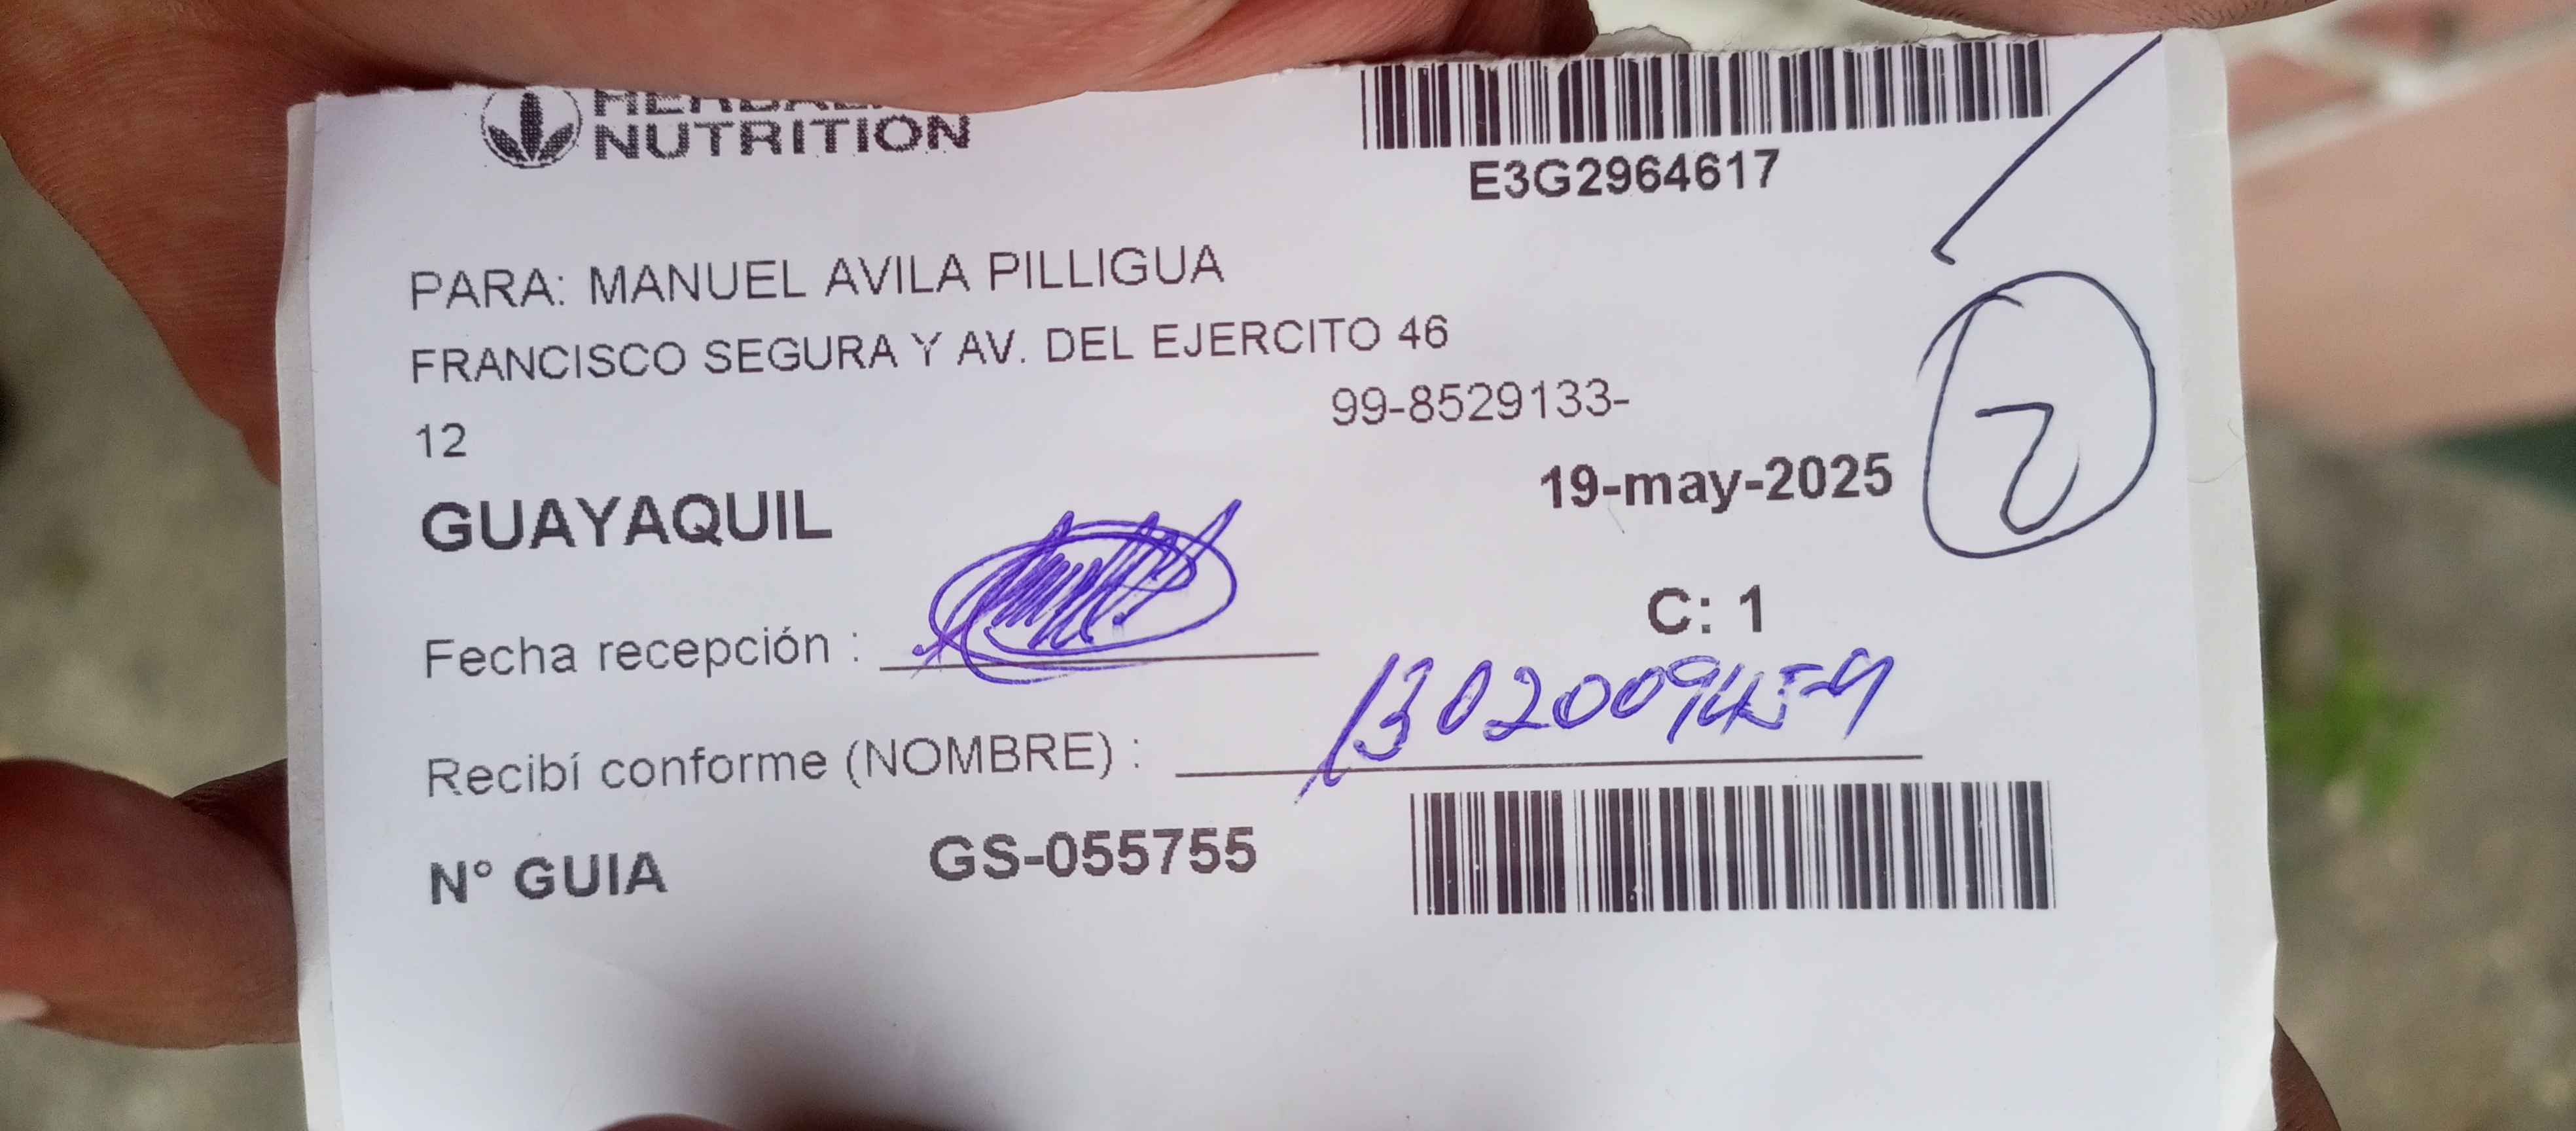 NUTRITION
E3G2964617
PARA: MANUEL AVILA PILLIGUA
FRANCISCO SEGURA Y AV. DEL EJERCITO 46
99-8529133-
12
19-may-2025
2
GUAYAQUIL
C: 1
Fecha recepción :
Recibí conforme (NOMBRE) :
N° GUIA GS-055755